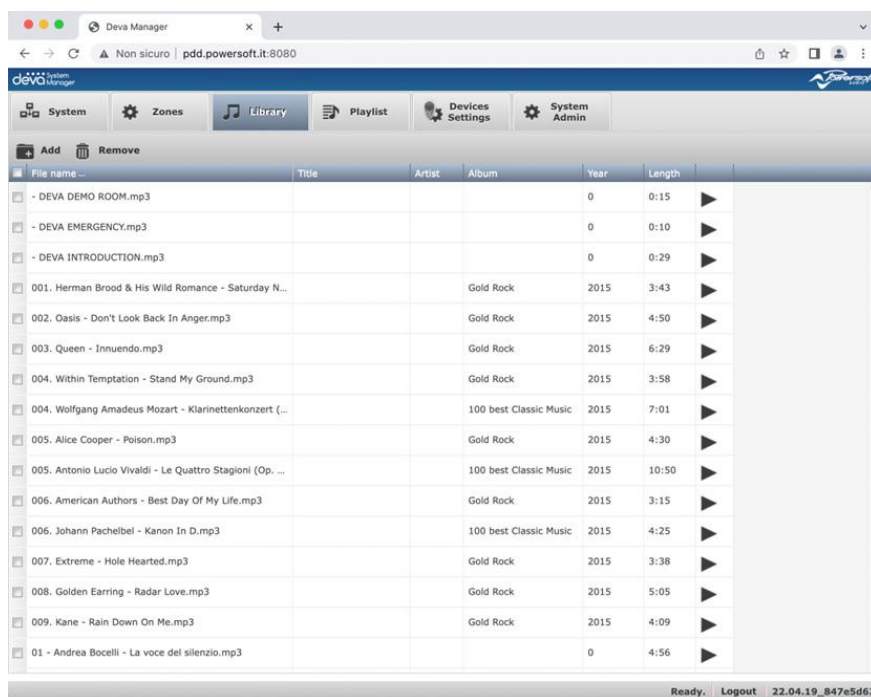 Deva Manager
Non sicuro | pdd.powersoft.it:8080
deva System Manager
Powersoft
System Zones Library Playlist Devices Settings System Admin
Add Remove
File name ... Title Artist Album Year Length
- DEVA DEMO ROOM.mp3 0 0:15
- DEVA EMERGENCY.mp3 0 0:10
- DEVA INTRODUCTION.mp3 0 0:29
001. Herman Brood & His Wild Romance - Saturday N... Gold Rock 2015 3:43
002. Oasis - Don't Look Back In Anger.mp3 Gold Rock 2015 4:50
003. Queen - Innuendo.mp3 Gold Rock 2015 6:29
004. Within Temptation - Stand My Ground.mp3 Gold Rock 2015 3:58
004. Wolfgang Amadeus Mozart - Klarinettenkonzert (... 100 best Classic Music 2015 7:01
005. Alice Cooper - Poison.mp3 Gold Rock 2015 4:30
005. Antonio Lucio Vivaldi - Le Quattro Stagioni (Op. ... 100 best Classic Music 2015 10:50
006. American Authors - Best Day Of My Life.mp3 Gold Rock 2015 3:15
006. Johann Pachelbel - Kanon In D.mp3 100 best Classic Music 2015 4:25
007. Extreme - Hole Hearted.mp3 Gold Rock 2015 3:38
008. Golden Earring - Radar Love.mp3 Gold Rock 2015 5:05
009. Kane - Rain Down On Me.mp3 Gold Rock 2015 4:09
01 - Andrea Bocelli - La voce del silenzio.mp3 0 4:56
Ready. Logout 22.04.19_847e5d63